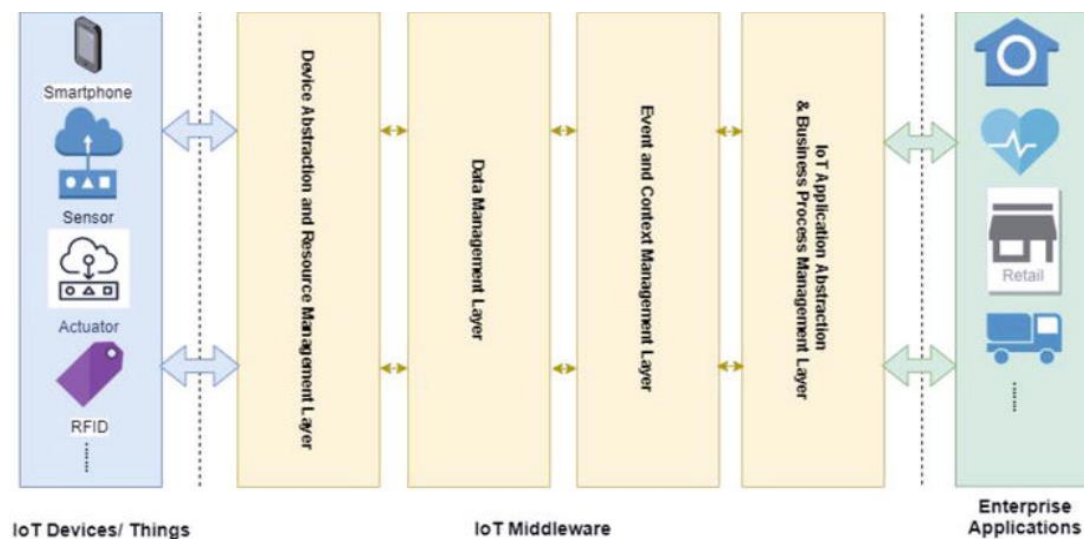 Smartphone
Sensor
Actuator
RFID
Device Abstraction and Resource Management Layer
Data Management Layer
Event and Context Management Layer
IoT Application Abstraction
& Business Process Management Layer
Retail
IoT Devices/ Things
IoT Middleware
Enterprise
Applications